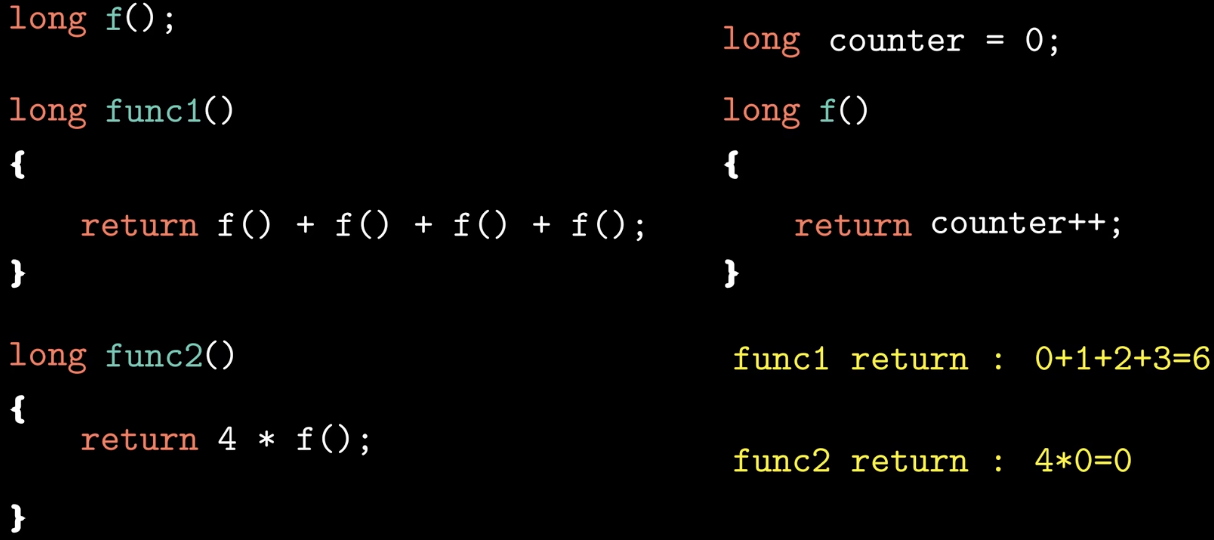 long f();
long func1()
{
    return f() + f() + f() + f();
}
long func2()
{
    return 4 * f();
}
long counter = 0;
long f()
{
    return counter++;
}
func1 return : 0+1+2+3=6
func2 return : 4*0=0